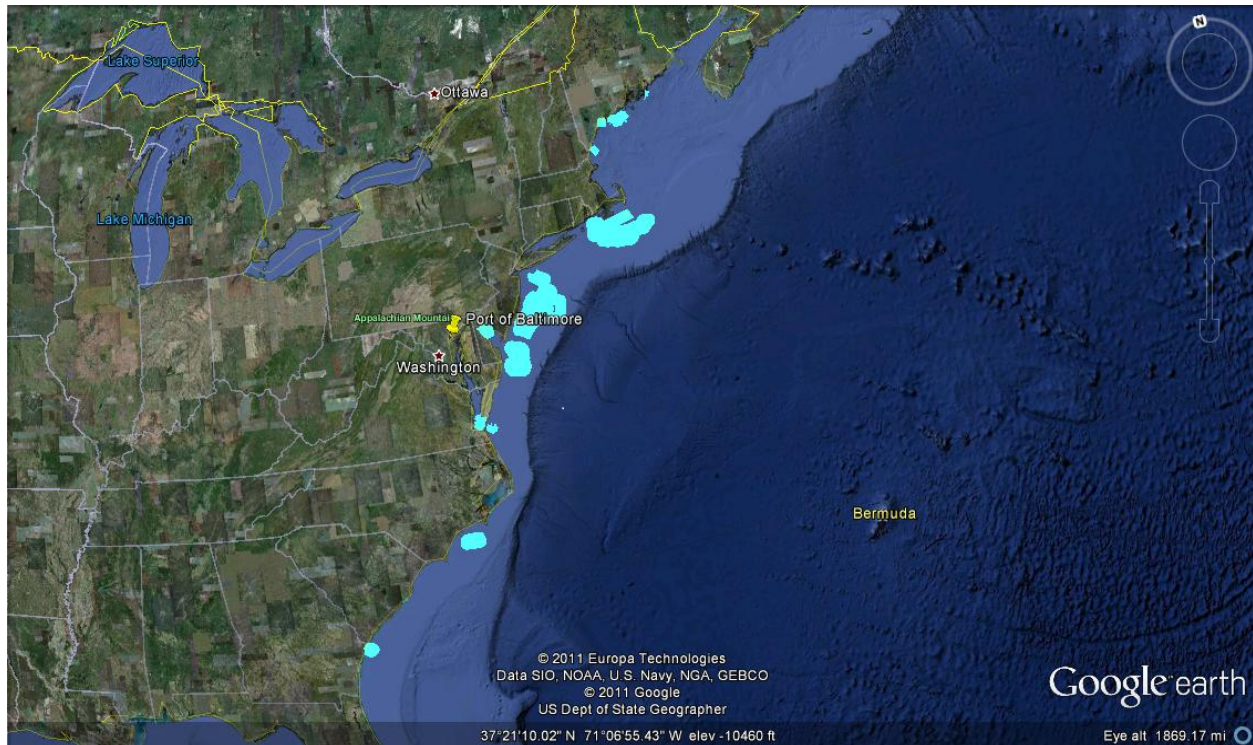 N
Lake Superior
Ottawa
Lake Michigan
Appalachian Mountai
Port of Baltimore
Washington
Bermuda
© 2011 Europa Technologies
Data SIO, NOAA, U.S. Navy, NGA, GEBCO
© 2011 Google
US Dept of State Geographer
Google earth
37°21'10.02" N 71°06'55.43" W elev -10460 ft
Eye alt 1869.17 mi